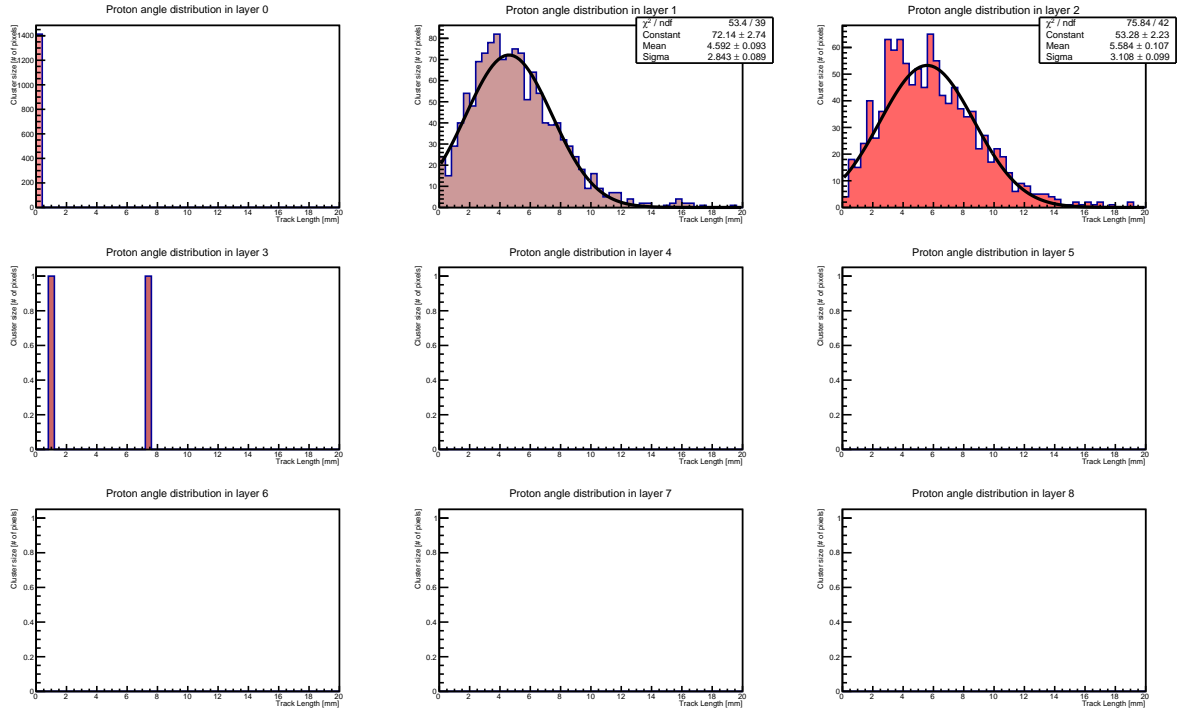 Proton angle distribution in layer 0
Cluster size [# of pixels]
1400
1200
1000
800
600
400
200
0
0 2 4 6 8 10 12 14 16 18 20
Track Length [mm]
Proton angle distribution in layer 1
χ² / ndf 53.4 / 39
Constant 72.14 ± 2.74
Mean 4.592 ± 0.093
Sigma 2.843 ± 0.089
Cluster size [# of pixels]
80
70
60
50
40
30
20
10
0
0 2 4 6 8 10 12 14 16 18 20
Track Length [mm]
Proton angle distribution in layer 2
χ² / ndf 75.84 / 42
Constant 53.28 ± 2.23
Mean 5.584 ± 0.107
Sigma 3.108 ± 0.099
Cluster size [# of pixels]
60
50
40
30
20
10
0
0 2 4 6 8 10 12 14 16 18 20
Track Length [mm]
Proton angle distribution in layer 3
Cluster size [# of pixels]
1
0.8
0.6
0.4
0.2
0
0 2 4 6 8 10 12 14 16 18 20
Track Length [mm]
Proton angle distribution in layer 4
Cluster size [# of pixels]
1
0.8
0.6
0.4
0.2
0
0 2 4 6 8 10 12 14 16 18 20
Track Length [mm]
Proton angle distribution in layer 5
Cluster size [# of pixels]
1
0.8
0.6
0.4
0.2
0
0 2 4 6 8 10 12 14 16 18 20
Track Length [mm]
Proton angle distribution in layer 6
Cluster size [# of pixels]
1
0.8
0.6
0.4
0.2
0
0 2 4 6 8 10 12 14 16 18 20
Track Length [mm]
Proton angle distribution in layer 7
Cluster size [# of pixels]
1
0.8
0.6
0.4
0.2
0
0 2 4 6 8 10 12 14 16 18 20
Track Length [mm]
Proton angle distribution in layer 8
Cluster size [# of pixels]
1
0.8
0.6
0.4
0.2
0
0 2 4 6 8 10 12 14 16 18 20
Track Length [mm]